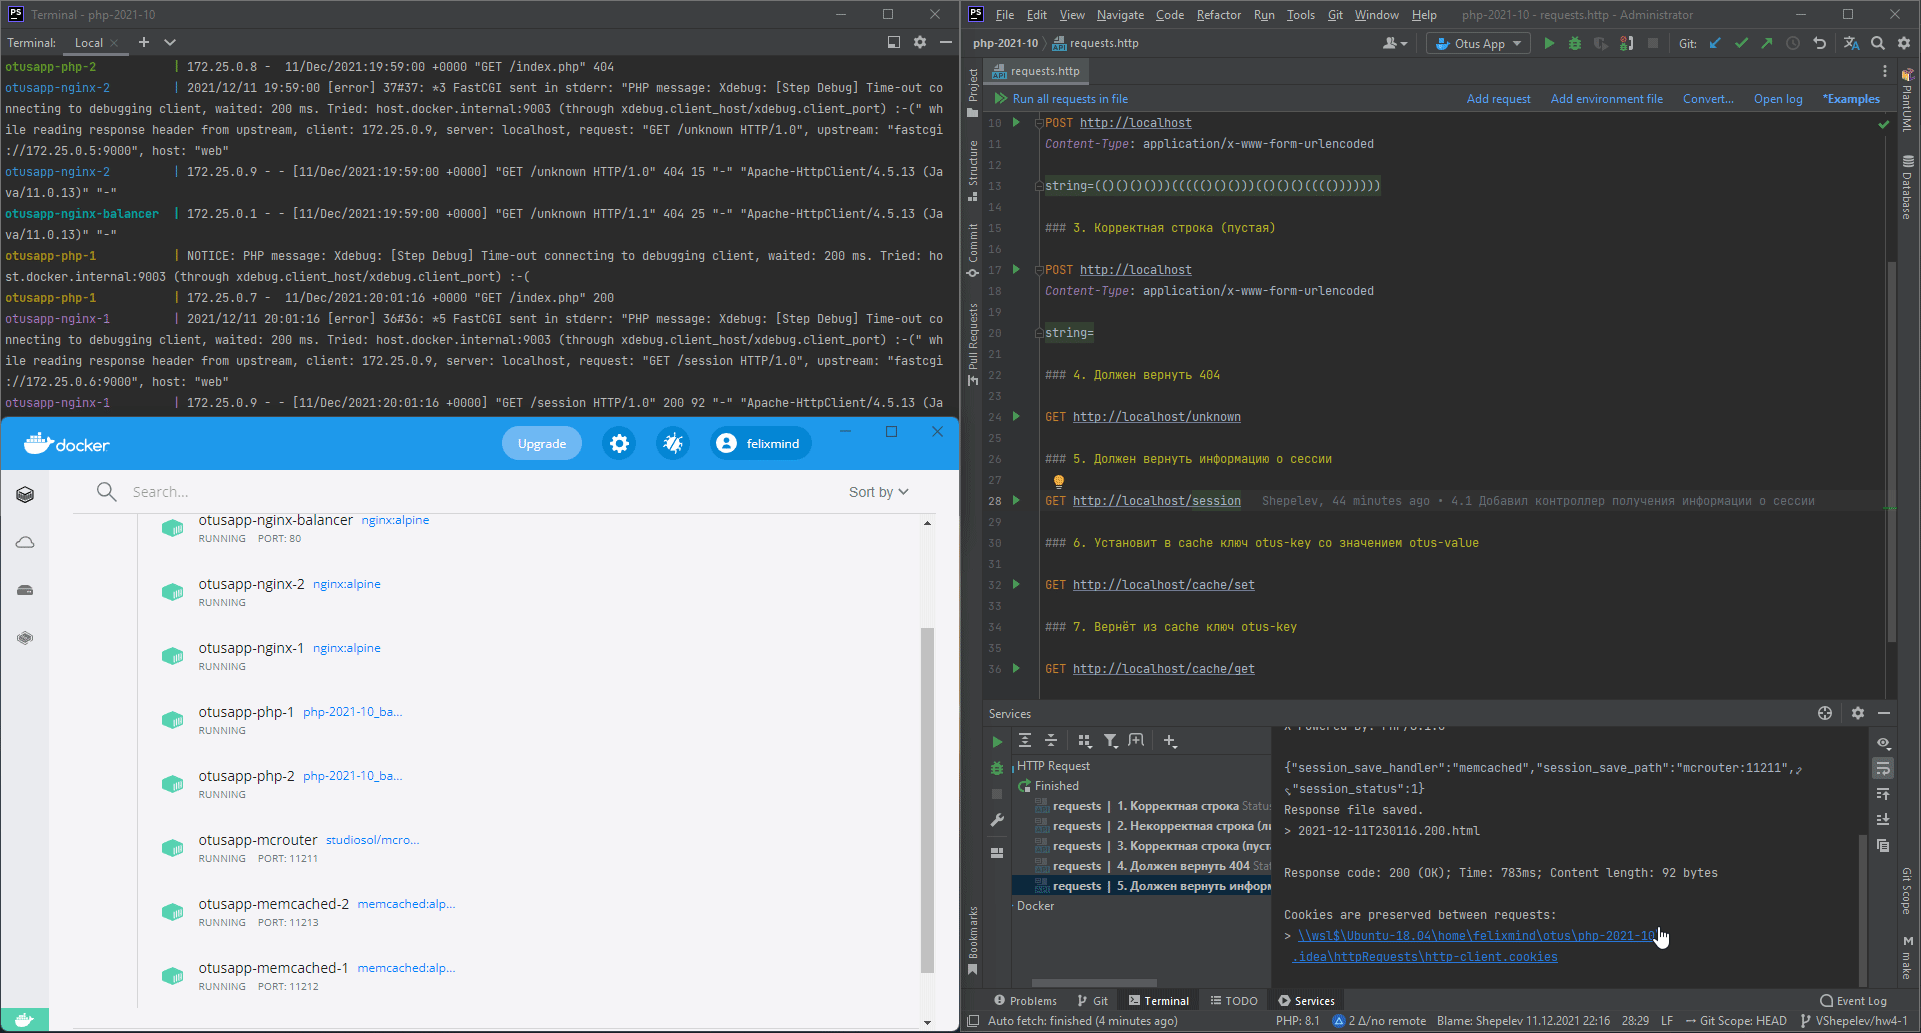 Terminal - php-2021-10
Terminal: Local
otusapp-php-2 | 172.25.0.8 - 11/Dec/2021:19:59:00 +0000 "GET /index.php" 404
otusapp-nginx-2 | 2021/12/11 19:59:00 [error] 37#37: *3 FastCGI sent in stderr: "PHP message: Xdebug: [Step Debug] Time-out co
nnecting to debugging client, waited: 200 ms. Tried: host.docker.internal:9003 (through xdebug.client_host/xdebug.client_port) :-(" wh
ile reading response header from upstream, client: 172.25.0.9, server: localhost, request: "GET /unknown HTTP/1.0", upstream: "fastcgi
://172.25.0.5:9000", host: "web"
otusapp-nginx-2 | 172.25.0.9 - - [11/Dec/2021:19:59:00 +0000] "GET /unknown HTTP/1.0" 404 15 "-" "Apache-HttpClient/4.5.13 (Ja
va/11.0.13)" "-"
otusapp-nginx-balancer | 172.25.0.1 - - [11/Dec/2021:19:59:00 +0000] "GET /unknown HTTP/1.1" 404 25 "-" "Apache-HttpClient/4.5.13 (Ja
va/11.0.13)" "-"
otusapp-php-1 | NOTICE: PHP message: Xdebug: [Step Debug] Time-out connecting to debugging client, waited: 200 ms. Tried: ho
st.docker.internal:9003 (through xdebug.client_host/xdebug.client_port) :-(
otusapp-php-1 | 172.25.0.7 - 11/Dec/2021:20:01:16 +0000 "GET /index.php" 200
otusapp-nginx-1 | 2021/12/11 20:01:16 [error] 36#36: *5 FastCGI sent in stderr: "PHP message: Xdebug: [Step Debug] Time-out co
nnecting to debugging client, waited: 200 ms. Tried: host.docker.internal:9003 (through xdebug.client_host/xdebug.client_port) :-(" wh
ile reading response header from upstream, client: 172.25.0.9, server: localhost, request: "GET /session HTTP/1.0", upstream: "fastcgi
://172.25.0.6:9000", host: "web"
otusapp-nginx-1 | 172.25.0.9 - - [11/Dec/2021:20:01:16 +0000] "GET /session HTTP/1.0" 200 92 "-" "Apache-HttpClient/4.5.13 (Ja
docker Upgrade felixmind
Search... Sort by
otusapp-nginx-balancer nginx:alpine
RUNNING PORT: 80
otusapp-nginx-2 nginx:alpine
RUNNING
otusapp-nginx-1 nginx:alpine
RUNNING
otusapp-php-1 php-2021-10_ba...
RUNNING
otusapp-php-2 php-2021-10_ba...
RUNNING
otusapp-mcrouter studiosol/mcro...
RUNNING PORT: 11211
otusapp-memcached-2 memcached:alp...
RUNNING PORT: 11213
otusapp-memcached-1 memcached:alp...
RUNNING PORT: 11212
PS File Edit View Navigate Code Refactor Run Tools Git Window Help php-2021-10 - requests.http - Administrator
php-2021-10 requests.http Otus App Git:
requests.http
Run all requests in file Add request Add environment file Convert... Open log *Examples
Project
Structure
Commit
Pull Requests
Bookmarks
10 POST http://localhost
11 Content-Type: application/x-www-form-urlencoded
12
13 string=(()()()()))((((()()()))(()()()(((()))))))
14
15 ### 3. Корректная строка (пустая)
16
17 POST http://localhost
18 Content-Type: application/x-www-form-urlencoded
19
20 string=
21
22 ### 4. Должен вернуть 404
23
24 GET http://localhost/unknown
25
26 ### 5. Должен вернуть информацию о сессии
27
28 GET http://localhost/session Shepelev, 44 minutes ago • 4.1 Добавил контроллер получения информации о сессии
29
30 ### 6. Установит в cache ключ otus-key со значением otus-value
31
32 GET http://localhost/cache/set
33
34 ### 7. Вернёт из cache ключ otus-key
35
36 GET http://localhost/cache/get
PlantUML
Database
Git Scope
make
Services
HTTP Request
Finished
requests | 1. Корректная строка Status
requests | 2. Некорректная строка (ли
requests | 3. Корректная строка (пуст
requests | 4. Должен вернуть 404 Stat
requests | 5. Должен вернуть информ
Docker
{"session_save_handler":"memcached","session_save_path":"mcrouter:11211",
"session_status":1}
Response file saved.
> 2021-12-11T230116.200.html
Response code: 200 (OK); Time: 783ms; Content length: 92 bytes
Cookies are preserved between requests:
> \\wsl$\Ubuntu-18.04\home\felixmind\otus\php-2021-10\
.idea\httpRequests\http-client.cookies
Problems Git Terminal TODO Services Event Log
Auto fetch: finished (4 minutes ago) PHP: 8.1 2 Δ/no remote Blame: Shepelev 11.12.2021 22:16 28:29 LF Git Scope: HEAD VShepelev/hw4-1